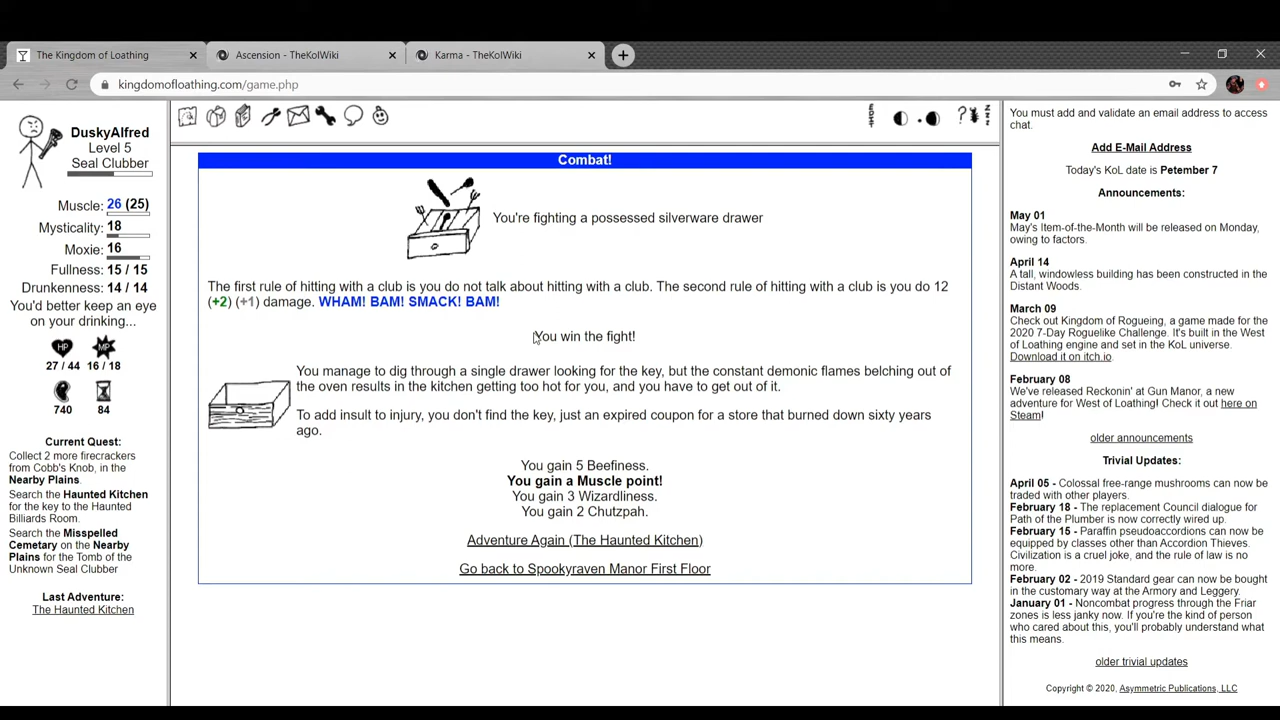 The Kingdom of Loathing
Ascension - TheKolWiki
Karma - TheKolWiki
kingdomofloathing.com/game.php
DuskyAlfred
Level 5
Seal Clubber
Muscle: 26 (25)
Mysticality: 18
Moxie: 16
Fullness: 15 / 15
Drunkenness: 14 / 14
You'd better keep an eye
on your drinking...
HP MP
27 / 44 16 / 18
740 84
Current Quest:
Collect 2 more firecrackers
from Cobb's Knob, in the
Nearby Plains.
Search the Haunted Kitchen
for the key to the Haunted
Billiards Room.
Search the Misspelled
Cemetary on the Nearby
Plains for the Tomb of the
Unknown Seal Clubber
Last Adventure:
The Haunted Kitchen
Combat!
You're fighting a possessed silverware drawer
The first rule of hitting with a club is you do not talk about hitting with a club. The second rule of hitting with a club is you do 12
(+2) (+1) damage. WHAM! BAM! SMACK! BAM!
You win the fight!
You manage to dig through a single drawer looking for the key, but the constant demonic flames belching out of
the oven results in the kitchen getting too hot for you, and you have to get out of it.
To add insult to injury, you don't find the key, just an expired coupon for a store that burned down sixty years
ago.
You gain 5 Beefiness.
You gain a Muscle point!
You gain 3 Wizardliness.
You gain 2 Chutzpah.
Adventure Again (The Haunted Kitchen)
Go back to Spookyraven Manor First Floor
You must add and validate an email address to access
chat.
Add E-Mail Address
Today's KoL date is Petember 7
Announcements:
May 01
May's Item-of-the-Month will be released on Monday,
owing to factors.
April 14
A tall, windowless building has been constructed in the
Distant Woods.
March 09
Check out Kingdom of Rogueing, a game made for the
2020 7-Day Roguelike Challenge. It's built in the West
of Loathing engine and set in the KoL universe.
Download it on itch.io.
February 08
We've released Reckonin' at Gun Manor, a new
adventure for West of Loathing! Check it out here on
Steam!
older announcements
Trivial Updates:
April 05 - Colossal free-range mushrooms can now be
traded with other players.
February 18 - The replacement Council dialogue for
Path of the Plumber is now correctly wired up.
February 15 - Paraffin pseudoaccordions can now be
equipped by classes other than Accordion Thieves.
Civilization is a cruel joke, and the rule of law is no
more.
February 02 - 2019 Standard gear can now be bought
in the customary way at the Armory and Leggery.
January 01 - Noncombat progress through the Friar
zones is less janky now. If you're the kind of person
who cared about this, you'll probably understand what
this means.
older trivial updates
Copyright © 2020, Asymmetric Publications, LLC